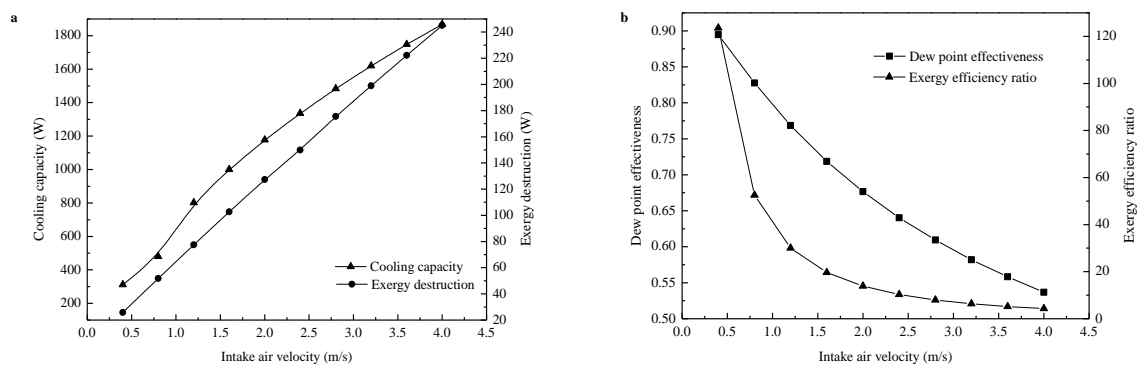 a
1800
1600
1400
1200
1000
800
600
400
200
Cooling capacity (W)
240
220
200
180
160
140
120
100
80
60
40
20
Exergy destruction (W)
Cooling capacity
Exergy destruction
0.0 0.5 1.0 1.5 2.0 2.5 3.0 3.5 4.0 4.5
Intake air velocity (m/s)
b
0.90
0.85
0.80
0.75
0.70
0.65
0.60
0.55
0.50
Dew point effectiveness
120
100
80
60
40
20
0
Exergy efficiency ratio
Dew point effectiveness
Exergy efficiency ratio
0.0 0.5 1.0 1.5 2.0 2.5 3.0 3.5 4.0 4.5
Intake air velocity (m/s)